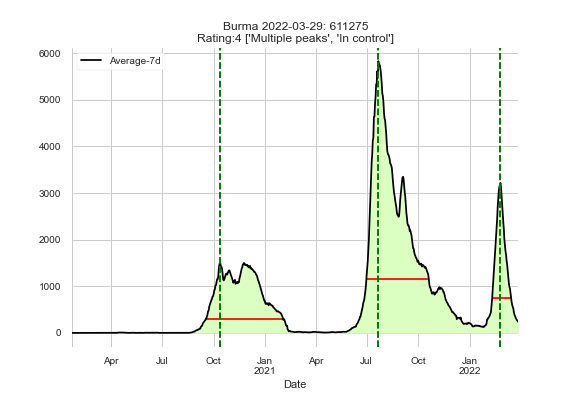 Burma 2022-03-29: 611275
Rating:4 ['Multiple peaks', 'In control']
Average-7d
6000
5000
4000
3000
2000
1000
0
Apr Jul Oct Jan Apr Jul Oct Jan
2021 2022
Date